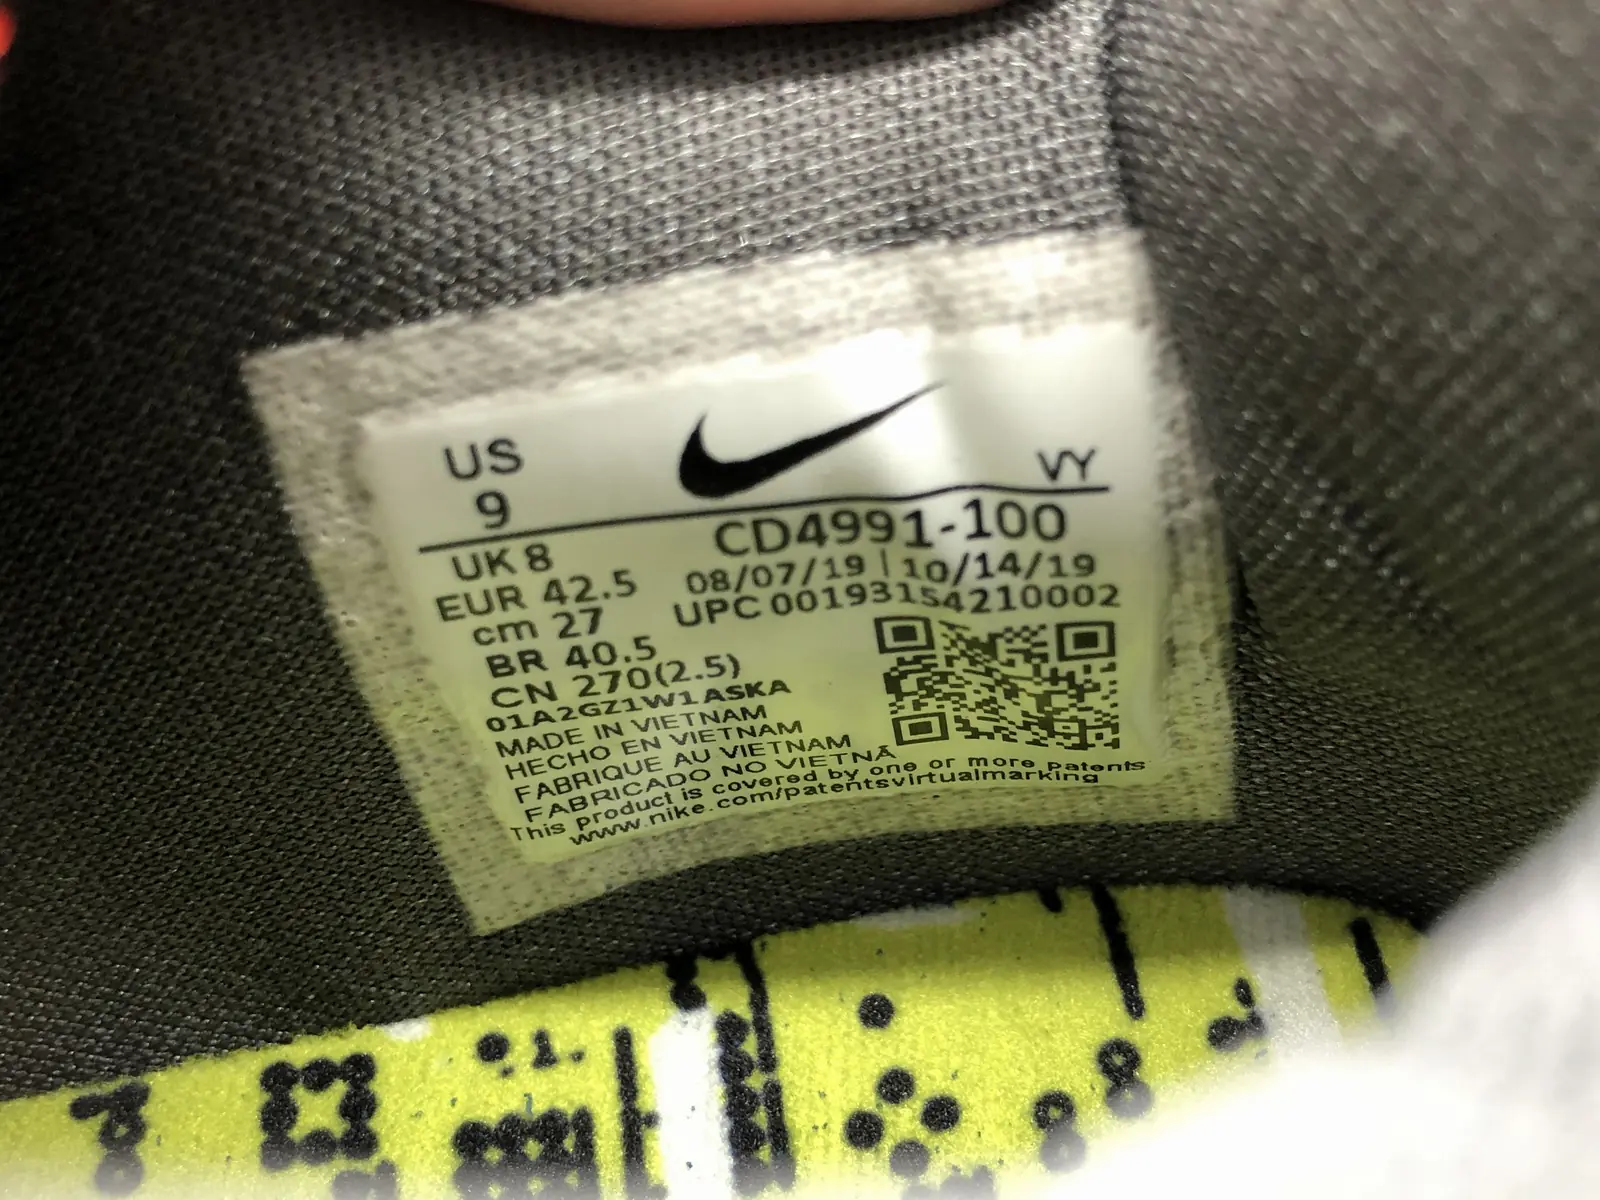 US
9
VY
UK 8
CD4991-100
EUR 42.5
08/07/19 | 10/14/19
cm 27
UPC 00193154210002
BR 40.5
CN 270(2.5)
01A2GZ1W1ASKA
MADE IN VIETNAM
HECHO EN VIETNAM
FABRIQUE AU VIETNAM
FABRICADO NO VIETNÃ
This product is covered by one or more patents
www.nike.com/patentsvirtualmarking